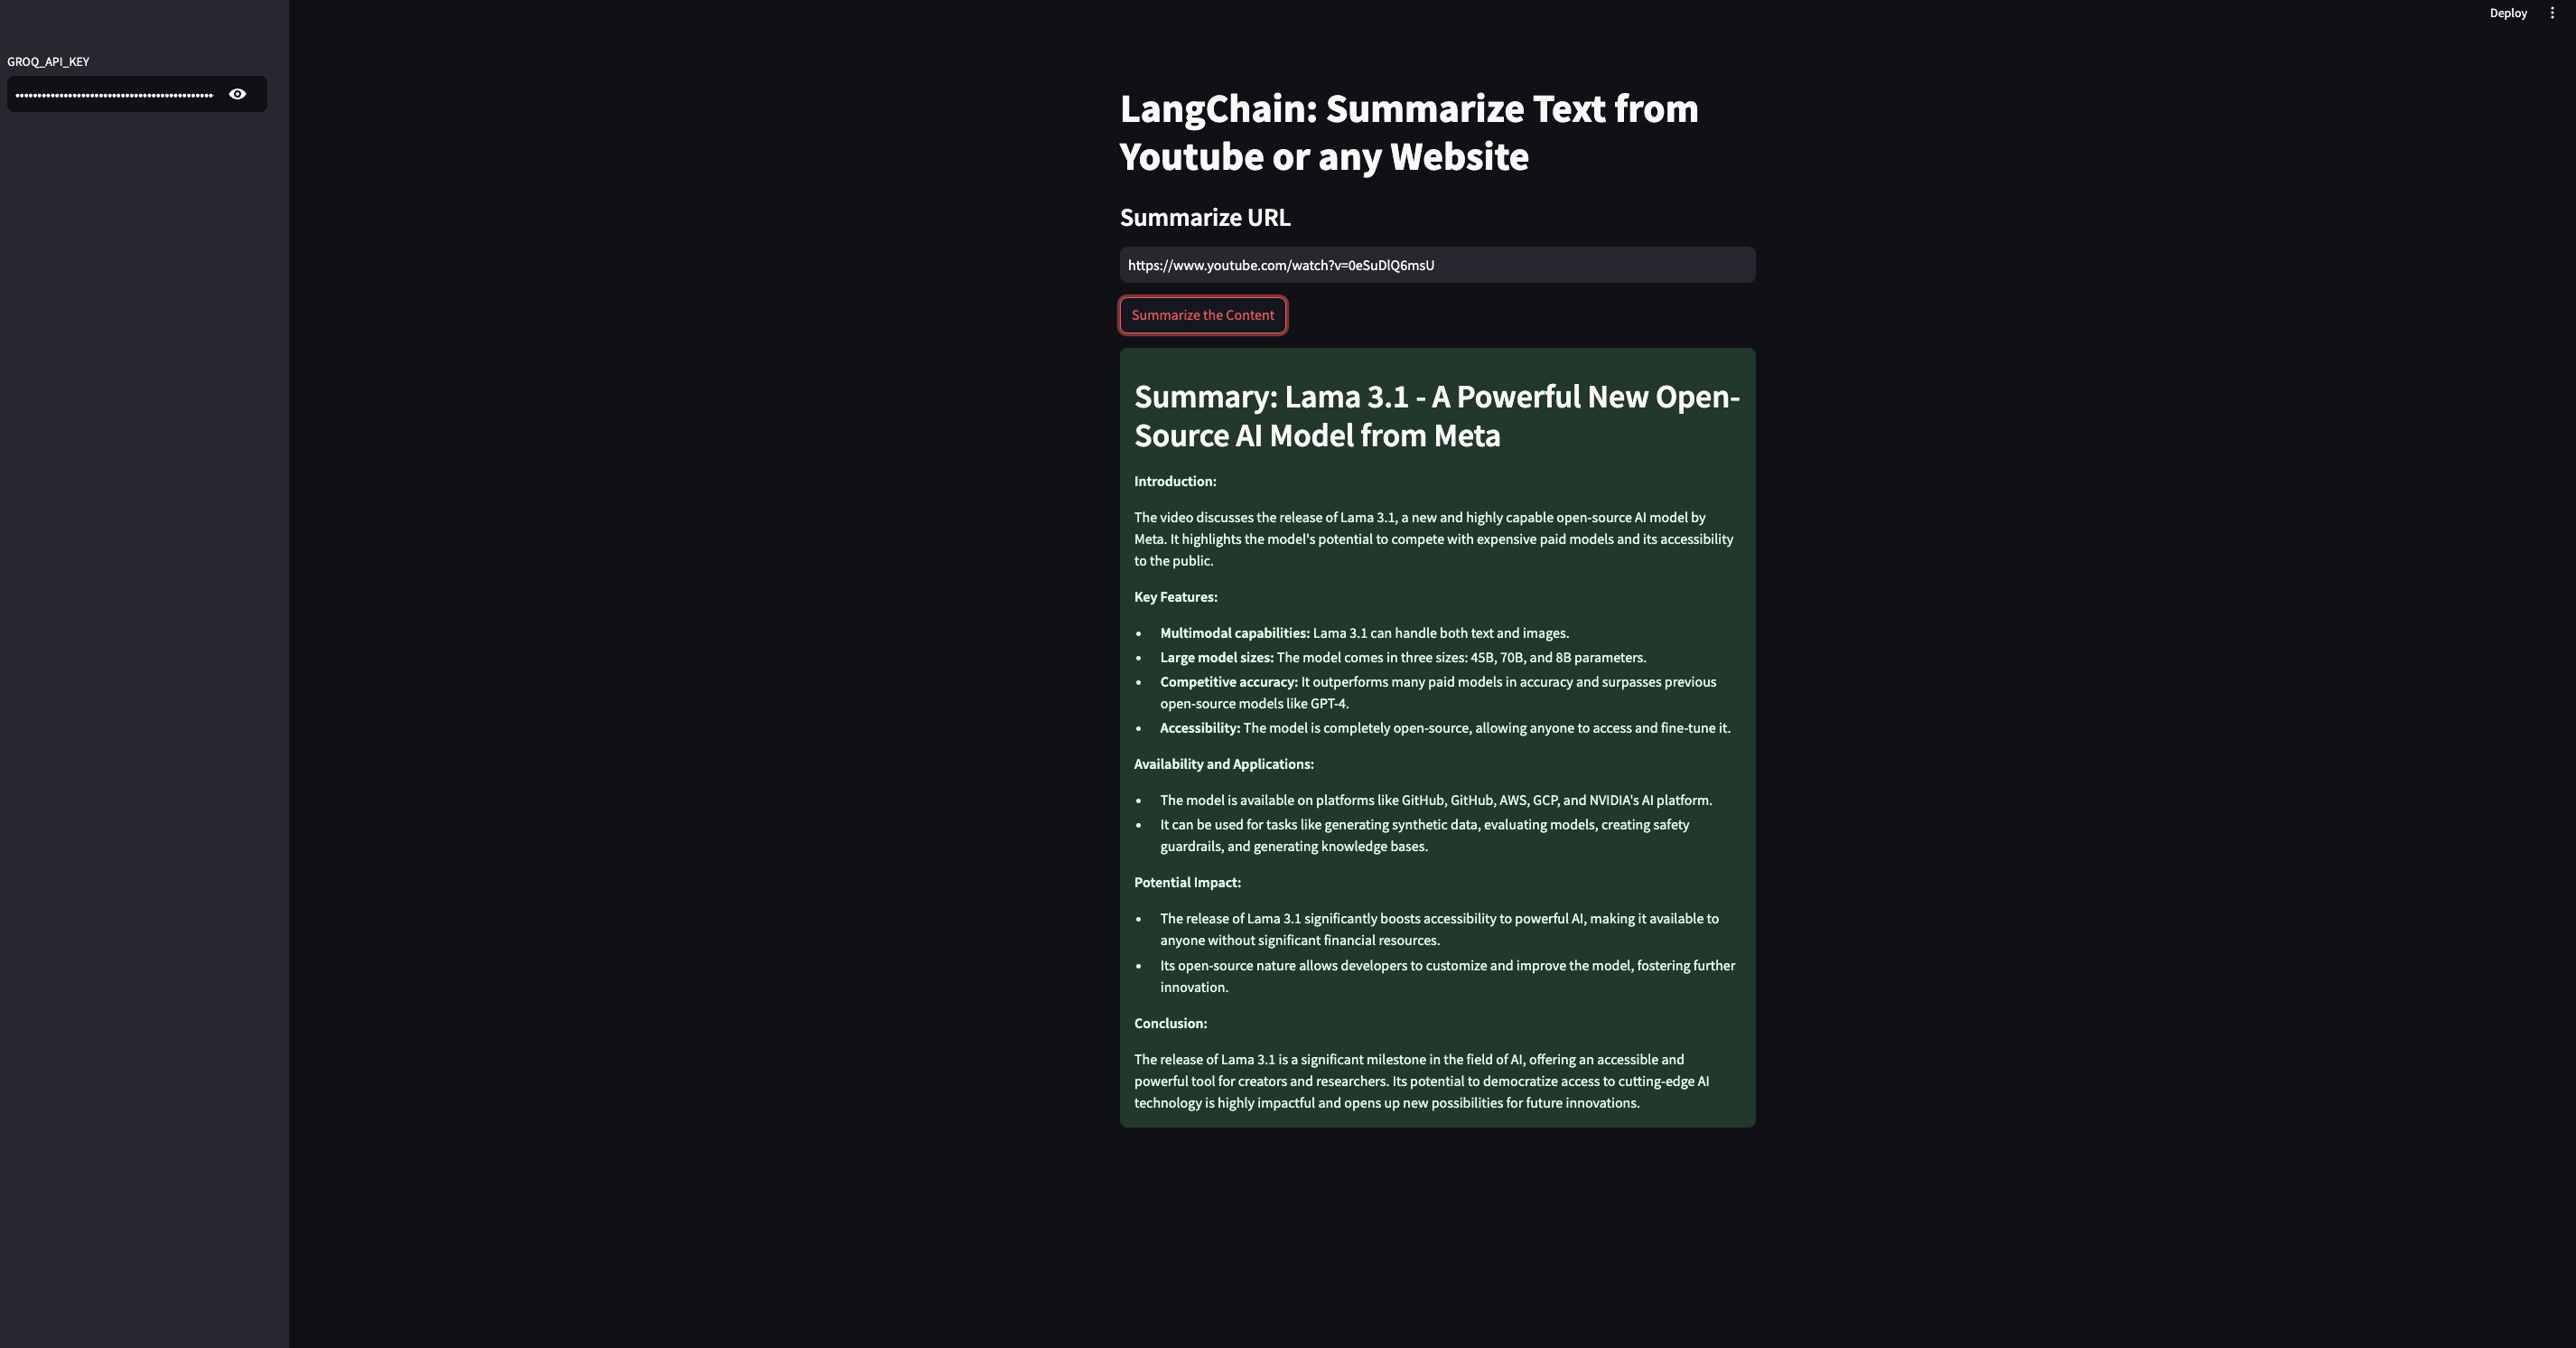 Deploy
GROQ_API_KEY
LangChain: Summarize Text from
Youtube or any Website
Summarize URL
https://www.youtube.com/watch?v=0eSuDlQ6msU
Summarize the Content
Summary: Lama 3.1 - A Powerful New Open-
Source AI Model from Meta
Introduction:
The video discusses the release of Lama 3.1, a new and highly capable open-source AI model by
Meta. It highlights the model's potential to compete with expensive paid models and its accessibility
to the public.
Key Features:
• Multimodal capabilities: Lama 3.1 can handle both text and images.
• Large model sizes: The model comes in three sizes: 45B, 70B, and 8B parameters.
• Competitive accuracy: It outperforms many paid models in accuracy and surpasses previous
open-source models like GPT-4.
• Accessibility: The model is completely open-source, allowing anyone to access and fine-tune it.
Availability and Applications:
• The model is available on platforms like GitHub, GitHub, AWS, GCP, and NVIDIA's AI platform.
• It can be used for tasks like generating synthetic data, evaluating models, creating safety
guardrails, and generating knowledge bases.
Potential Impact:
• The release of Lama 3.1 significantly boosts accessibility to powerful AI, making it available to
anyone without significant financial resources.
• Its open-source nature allows developers to customize and improve the model, fostering further
innovation.
Conclusion:
The release of Lama 3.1 is a significant milestone in the field of AI, offering an accessible and
powerful tool for creators and researchers. Its potential to democratize access to cutting-edge AI
technology is highly impactful and opens up new possibilities for future innovations.